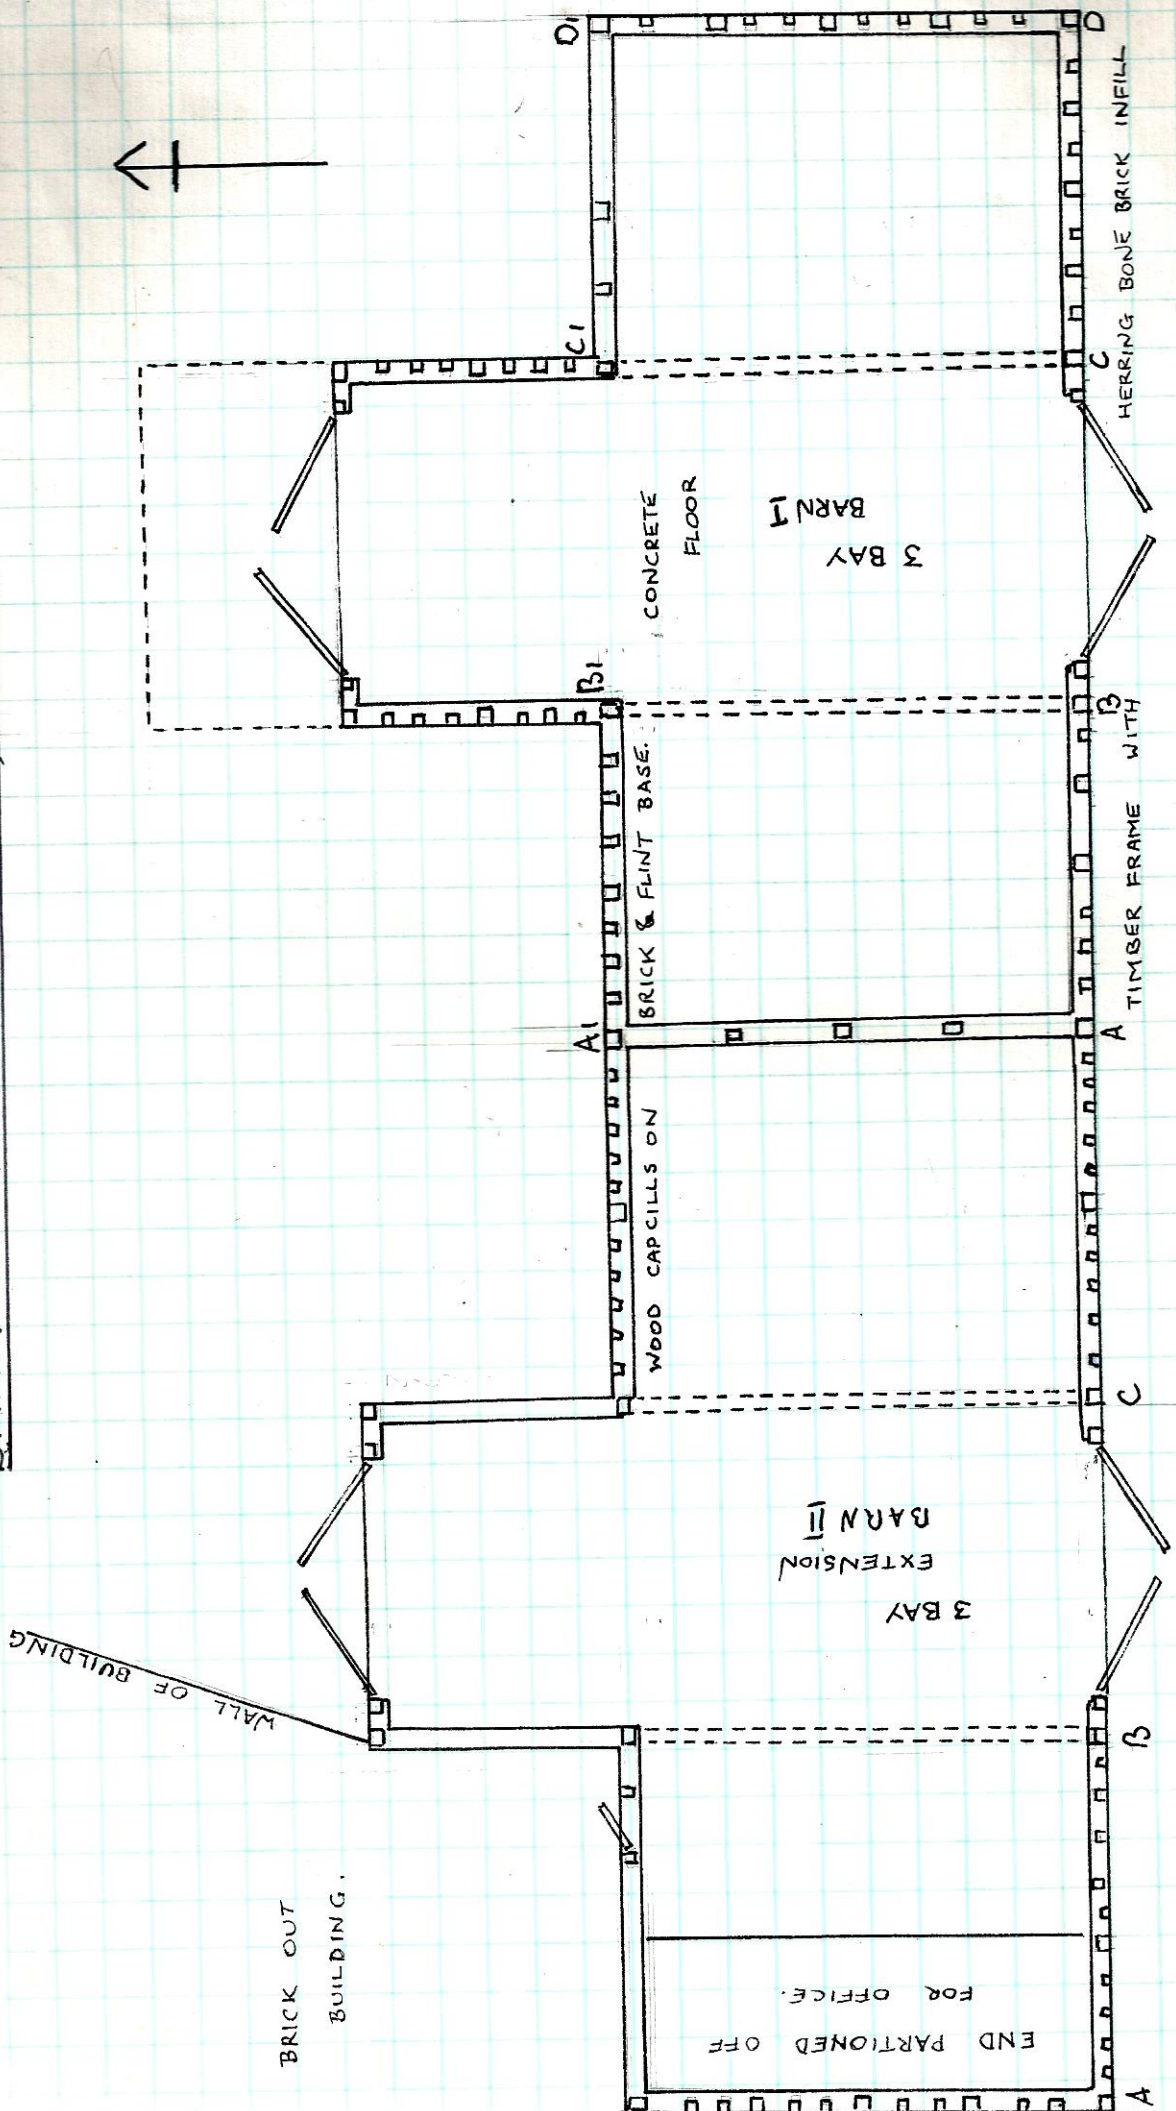 BRICK OUT
BUILDING.
WALL OF BUILDING
END PARTIONED OFF
FOR OFFICE.
3 BAY
EXTENSION
BARN II
WOOD CAPCILLS ON BRICK & FLINT BASE.
CONCRETE
FLOOR
3 BAY
BARN I
TIMBER FRAME WITH HERRING BONE BRICK INFILL
A1
B1
C1
D1
A
B
C
A
B
C
D